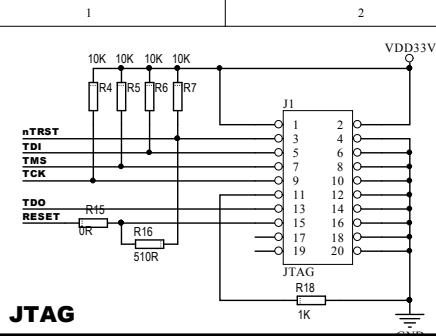 1 2
VDD33V
10K 10K 10K 10K
R4 R5 R6 R7
J1
nTRST
TDI
TMS
TCK
TDO
RESET
R15
0R
R16
510R
1 2
3 4
5 6
7 8
9 10
11 12
13 14
15 16
17 18
19 20
JTAG
R18
1K
JTAG
GND